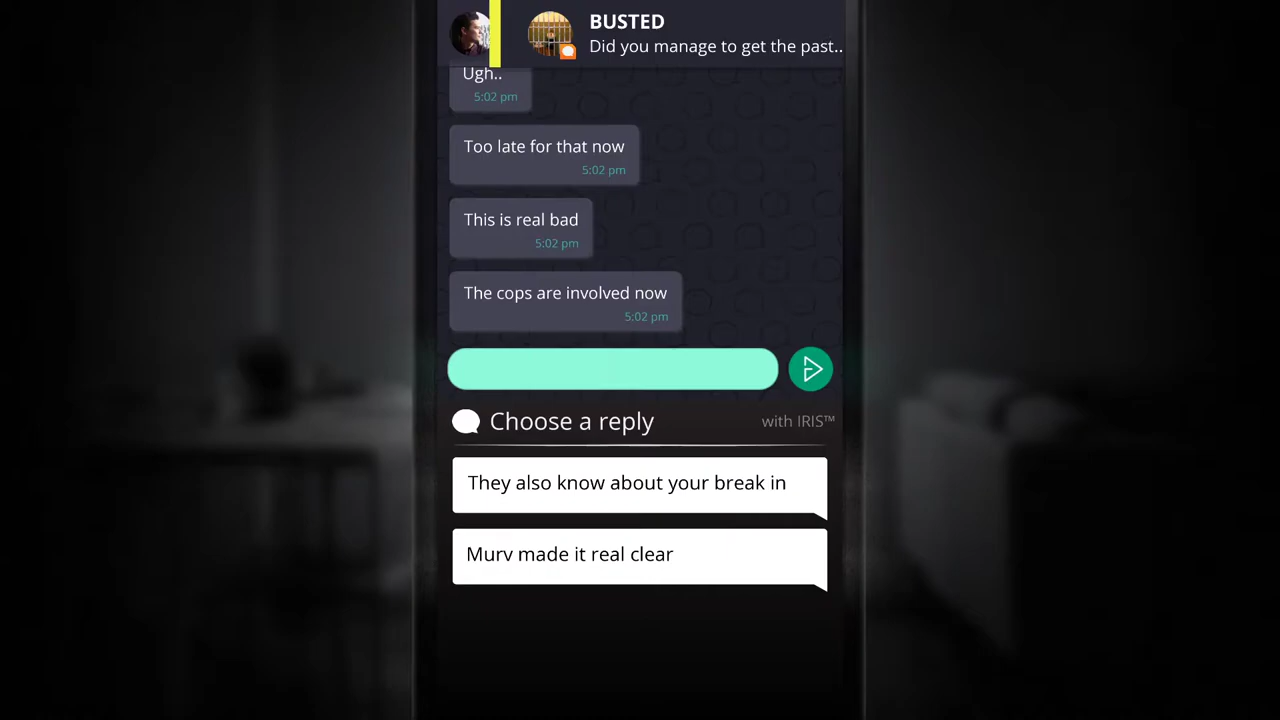 BUSTED
Did you manage to get the past..
Ugh..
5:02 pm
Too late for that now
5:02 pm
This is real bad
5:02 pm
The cops are involved now
5:02 pm
Choose a reply
with IRIS™
They also know about your break in
Murv made it real clear